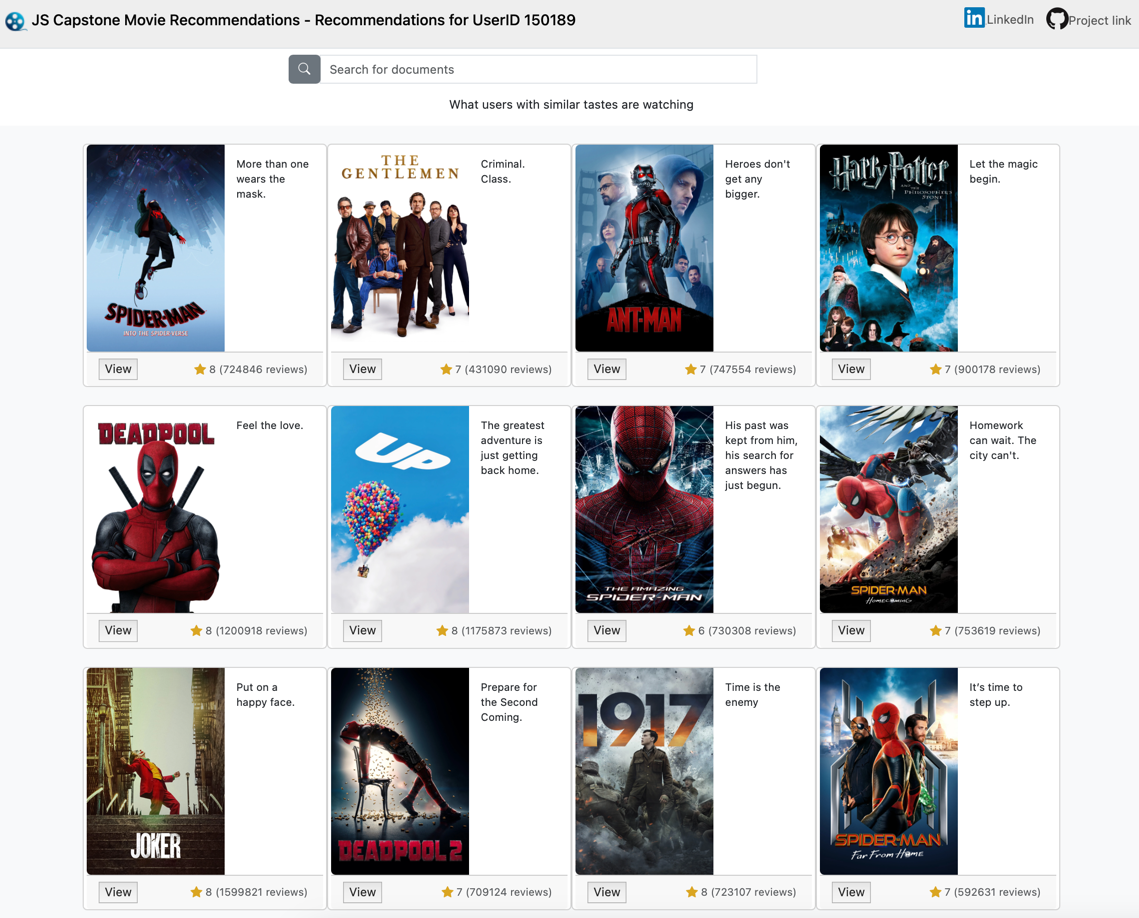 JS Capstone Movie Recommendations - Recommendations for UserID 150189
LinkedIn
Project link
Search for documents
What users with similar tastes are watching
SPIDER-MAN
INTO THE SPIDER-VERSE
More than one
wears the
mask.
View
8 (724846 reviews)
THE
GENTLEMEN
Criminal.
Class.
View
7 (431090 reviews)
ANT-MAN
Heroes don't
get any
bigger.
View
7 (747554 reviews)
Harry Potter
AND THE PHILOSOPHER'S
STONE
Let the magic
begin.
View
7 (900178 reviews)
DEADPOOL
Feel the love.
View
8 (1200918 reviews)
UP
The greatest
adventure is
just getting
back home.
View
8 (1175873 reviews)
THE AMAZING
SPIDER-MAN
His past was
kept from him,
his search for
answers has
just begun.
View
6 (730308 reviews)
SPIDER-MAN
HOMECOMING
Homework
can wait. The
city can't.
View
7 (753619 reviews)
JOKER
Put on a
happy face.
View
8 (1599821 reviews)
DEADPOOL 2
Prepare for
the Second
Coming.
View
7 (709124 reviews)
1917
Time is the
enemy
View
8 (723107 reviews)
SPIDER-MAN
Far From Home
It's time to
step up.
View
7 (592631 reviews)